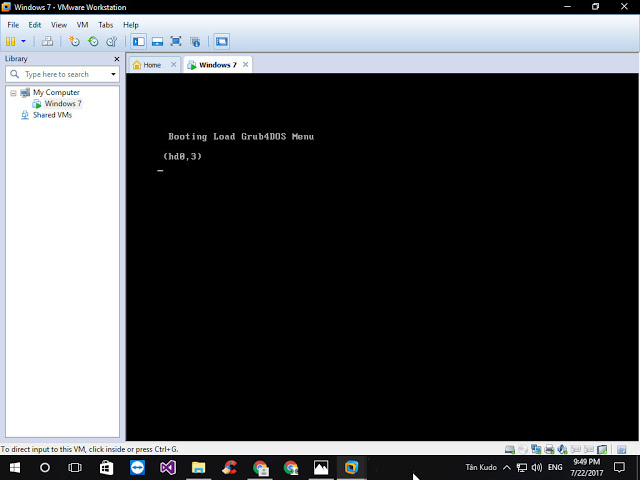 Windows 7 - VMware Workstation
File Edit View VM Tabs Help
Library
Type here to search
My Computer
Windows 7
Shared VMs
Home
Windows 7
Booting Load Grub4DOS Menu
(hd0,3)
To direct input to this VM, click inside or press Ctrl+G.
Tân Kudo
ENG
9:49 PM
7/22/2017